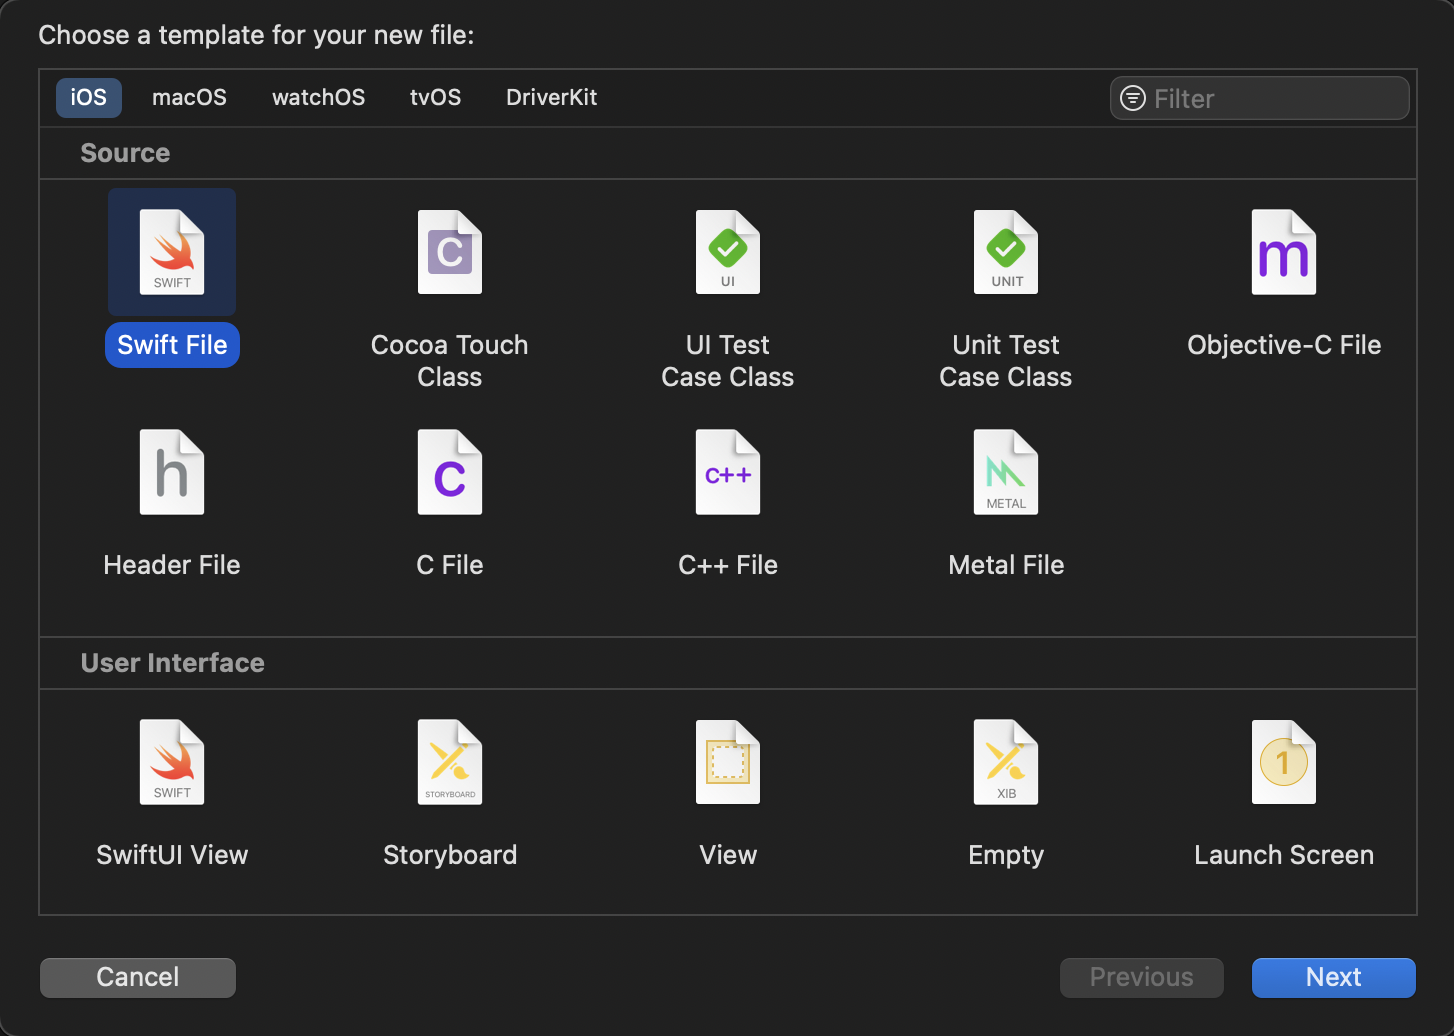 Choose a template for your new file:
iOS macOS watchOS tvOS DriverKit Filter
Source
SWIFT
C
UI
UNIT
m
Swift File
Cocoa Touch
Class
UI Test
Case Class
Unit Test
Case Class
Objective-C File
h
C
C++
METAL
Header File
C File
C++ File
Metal File
User Interface
SWIFT
STORYBOARD
XIB
1
SwiftUI View
Storyboard
View
Empty
Launch Screen
Cancel
Previous
Next